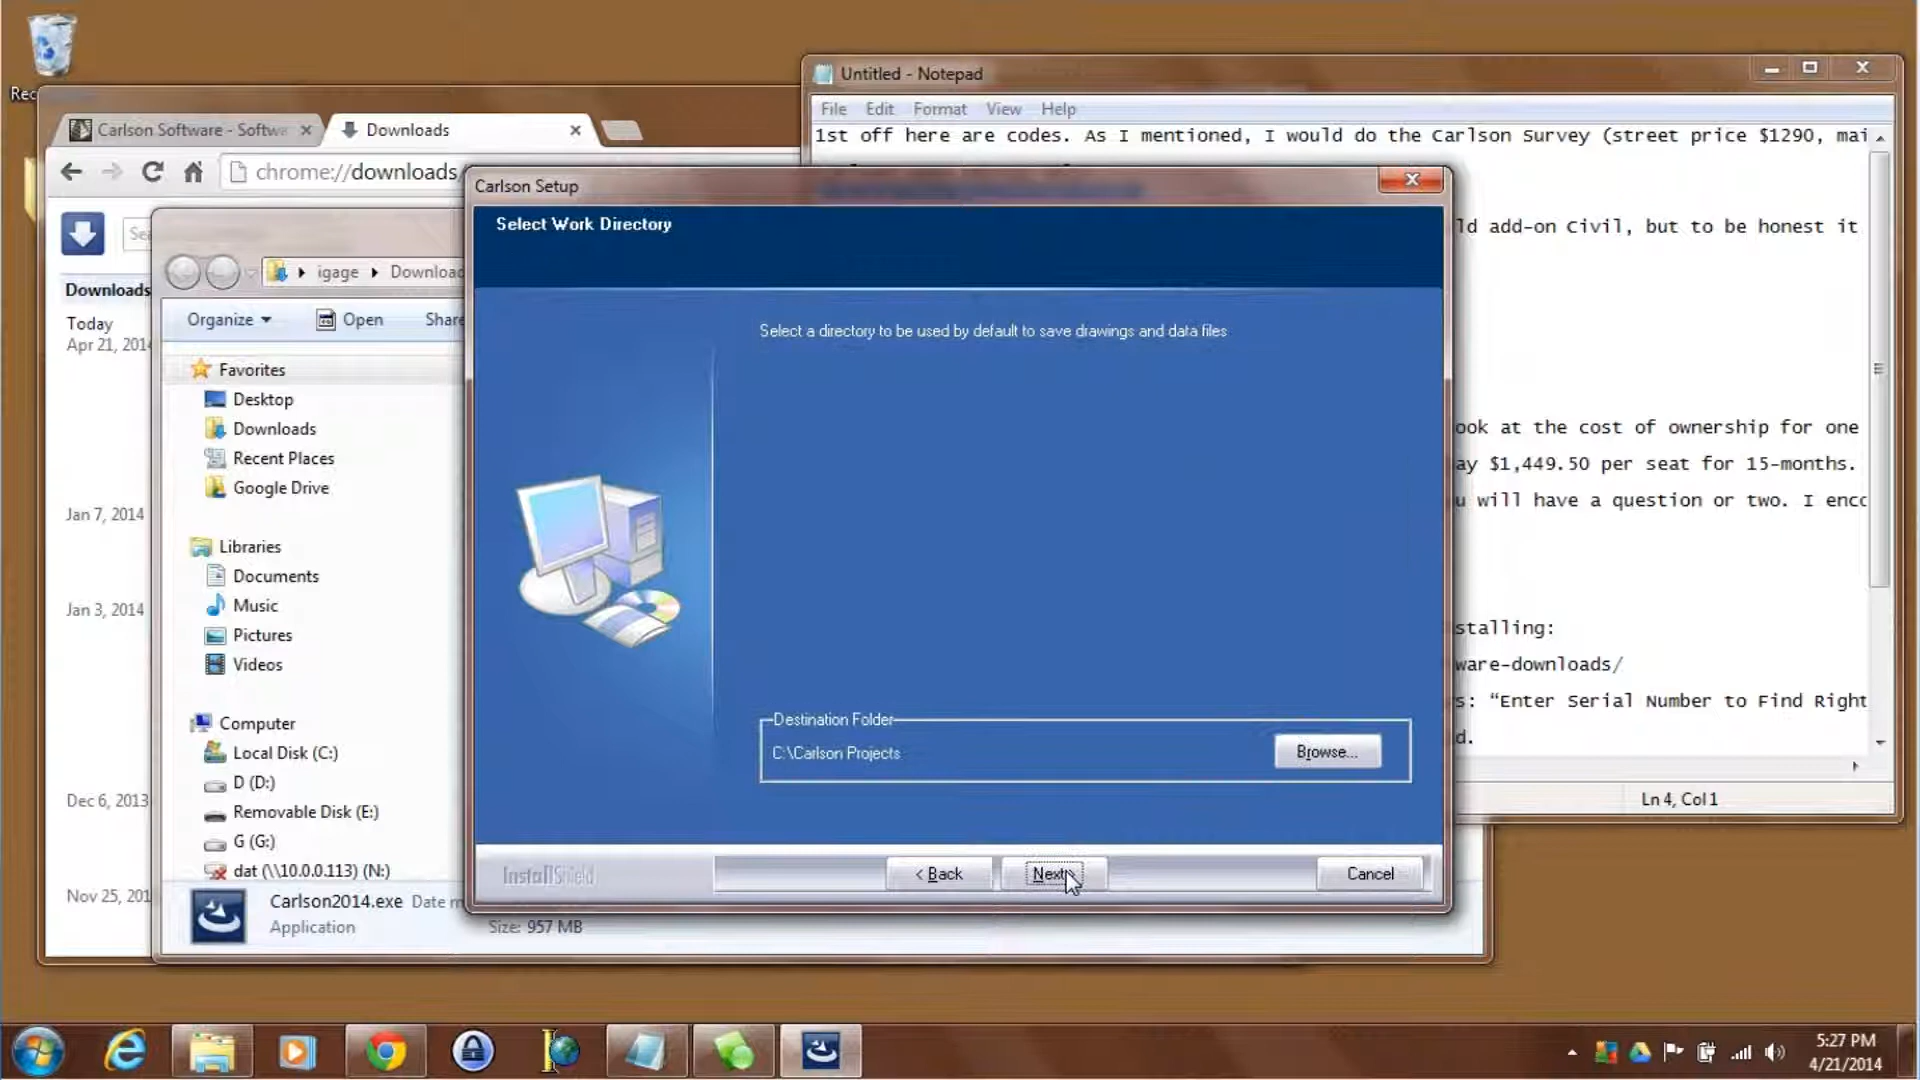 Rec
Untitled - Notepad
File Edit Format View Help
1st off here are codes. As I mentioned, I would do the Carlson Survey (street price $1290, mai
ld add-on Civil, but to be honest it
ook at the cost of ownership for one
ay $1,449.50 per seat for 15-months.
u will have a question or two. I enc
stalling:
ware-downloads/
s: “Enter Serial Number to Find Right
d.
Ln 4, Col 1
Carlson Software - Softwa
Downloads
chrome://downloads
Sea
Downloads
Today
Apr 21, 2014
Jan 7, 2014
Jan 3, 2014
Dec 6, 2013
Nov 25, 201
igage
Download
Organize
Open
Share
Favorites
Desktop
Downloads
Recent Places
Google Drive
Libraries
Documents
Music
Pictures
Videos
Computer
Local Disk (C:)
D (D:)
Removable Disk (E:)
G (G:)
dat (\\10.0.0.113) (N:)
Carlson2014.exe Date m
Application
Size: 957 MB
Carlson Setup
Select Work Directory
Select a directory to be used by default to save drawings and data files
Destination Folder
C:\Carlson Projects
Browse...
InstallShield
< Back
Next
Cancel
5:27 PM
4/21/2014